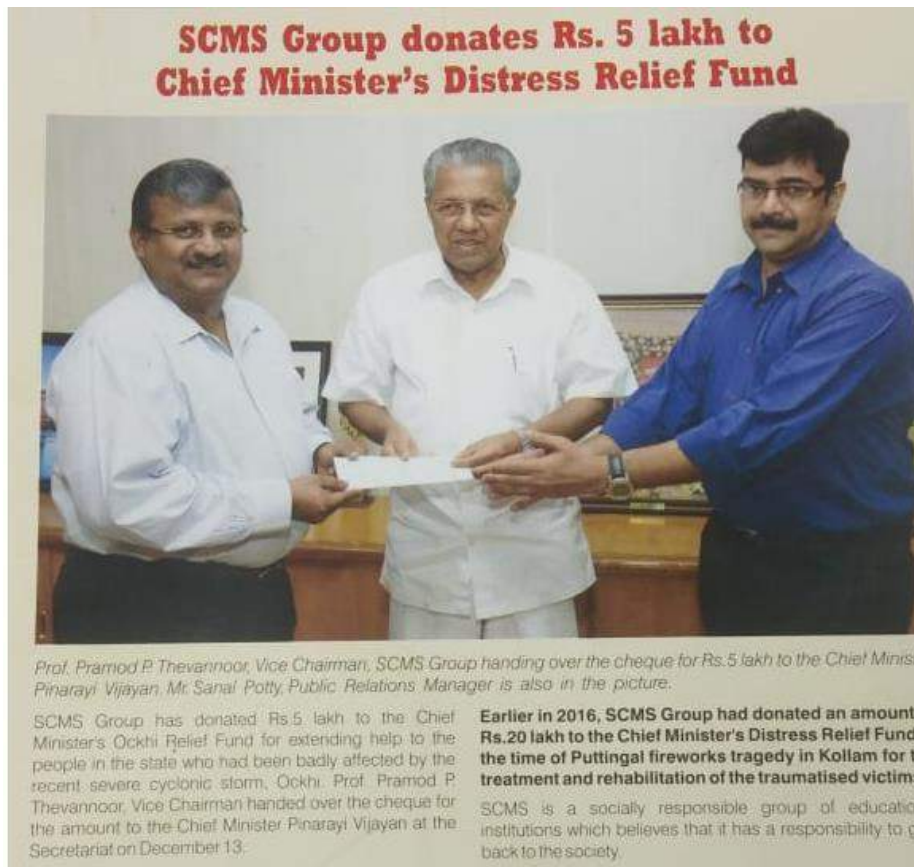 SCMS Group donates Rs. 5 lakh to
Chief Minister's Distress Relief Fund
Prof. Pramod P. Thevannoor, Vice Chairman, SCMS Group handing over the cheque for Rs. 5 lakh to the Chief Minis
Pinarayi Vijayan. Mr. Sanal Potty, Public Relations Manager is also in the picture.
SCMS Group has donated Rs.5 lakh to the Chief
Minister's Ockhi Relief Fund for extending help to the
people in the state who had been badly affected by the
recent severe cyclonic storm, Ockhi. Prof. Pramod P.
Thevannoor, Vice Chairman handed over the cheque for
the amount to the Chief Minister Pinarayi Vijayan at the
Secretariat on December 13.
Earlier in 2016, SCMS Group had donated an amount
Rs.20 lakh to the Chief Minister's Distress Relief Fund
the time of Puttingal fireworks tragedy in Kollam for t
treatment and rehabilitation of the traumatised victims
SCMS is a socially responsible group of educatio
institutions which believes that it has a responsibility to g
back to the society.